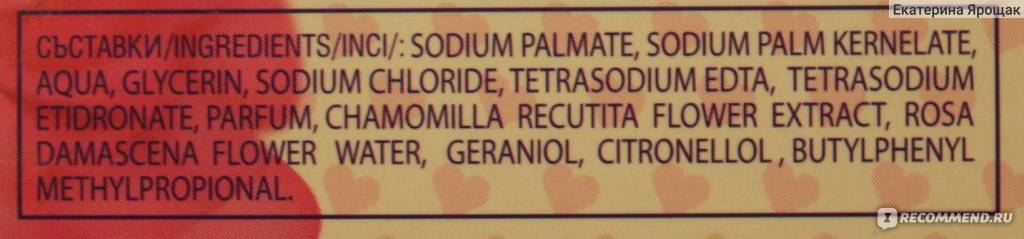 Екатерина Ярощак
СЪСТАВКИ/INGREDIENTS/INCI/: SODIUM PALMATE, SODIUM PALM KERNELATE,
AQUA, GLYCERIN, SODIUM CHLORIDE, TETRASODIUM EDTA, TETRASODIUM
ETIDRONATE, PARFUM, CHAMOMILLA RECUTITA FLOWER EXTRACT, ROSA
DAMASCENA FLOWER WATER, GERANIOL, CITRONELLOL , BUTYLPHENYL
METHYLPROPIONAL.
IRECOMMEND.RU